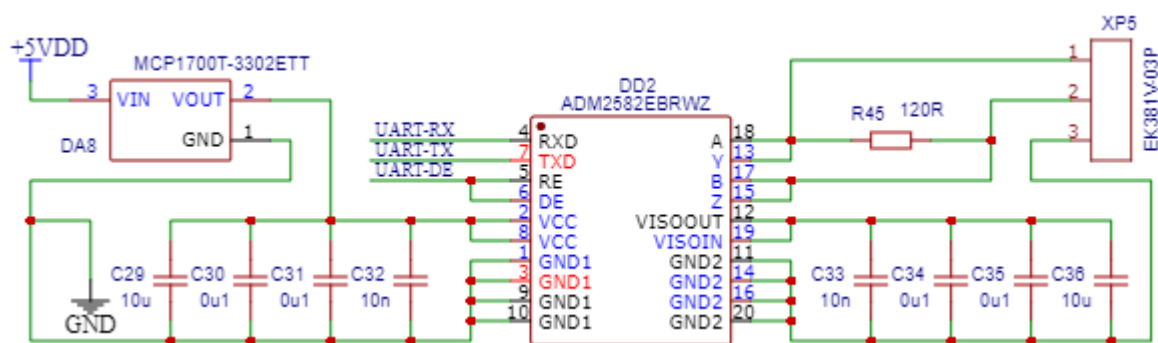 +5VDD
MCP1700T-3302ETT
3 VIN VOUT 2
GND 1
DA8
DD2
ADM2582EBRWZ
UART-RX 4 RXD A 18
UART-TX 7 TXD Y 13
UART-DE 5 RE B 17
6 DE Z 15
2 VCC VISOOUT 12
8 VCC VISOIN 19
1 GND1 GND2 11
3 GND1 GND2 14
9 GND1 GND2 16
10 GND1 GND2 20
R45 120R
XP5
1
2
3
EK381V-03P
C29 C30 C31 C32
10u 0u1 0u1 10n
GND
C33 C34 C35 C36
10n 0u1 0u1 10u